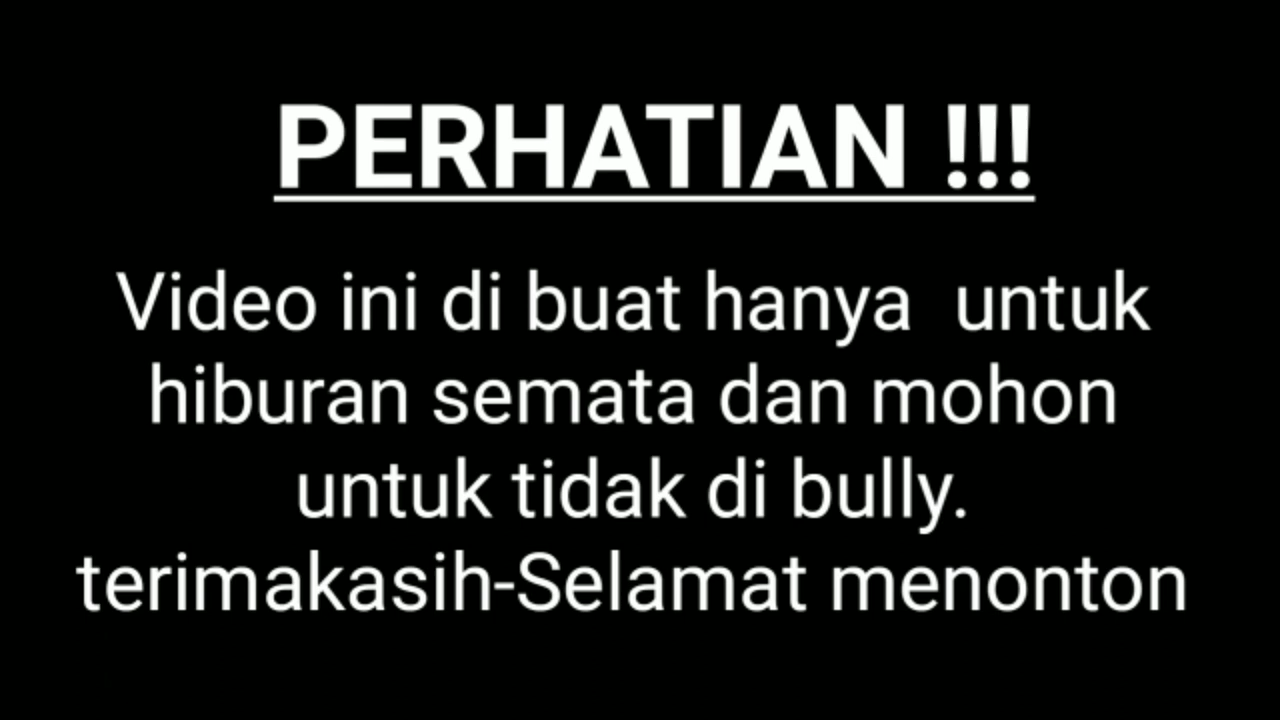 PERHATIAN !!!
Video ini di buat hanya  untuk
hiburan semata dan mohon
untuk tidak di bully.
terimakasih-Selamat menonton